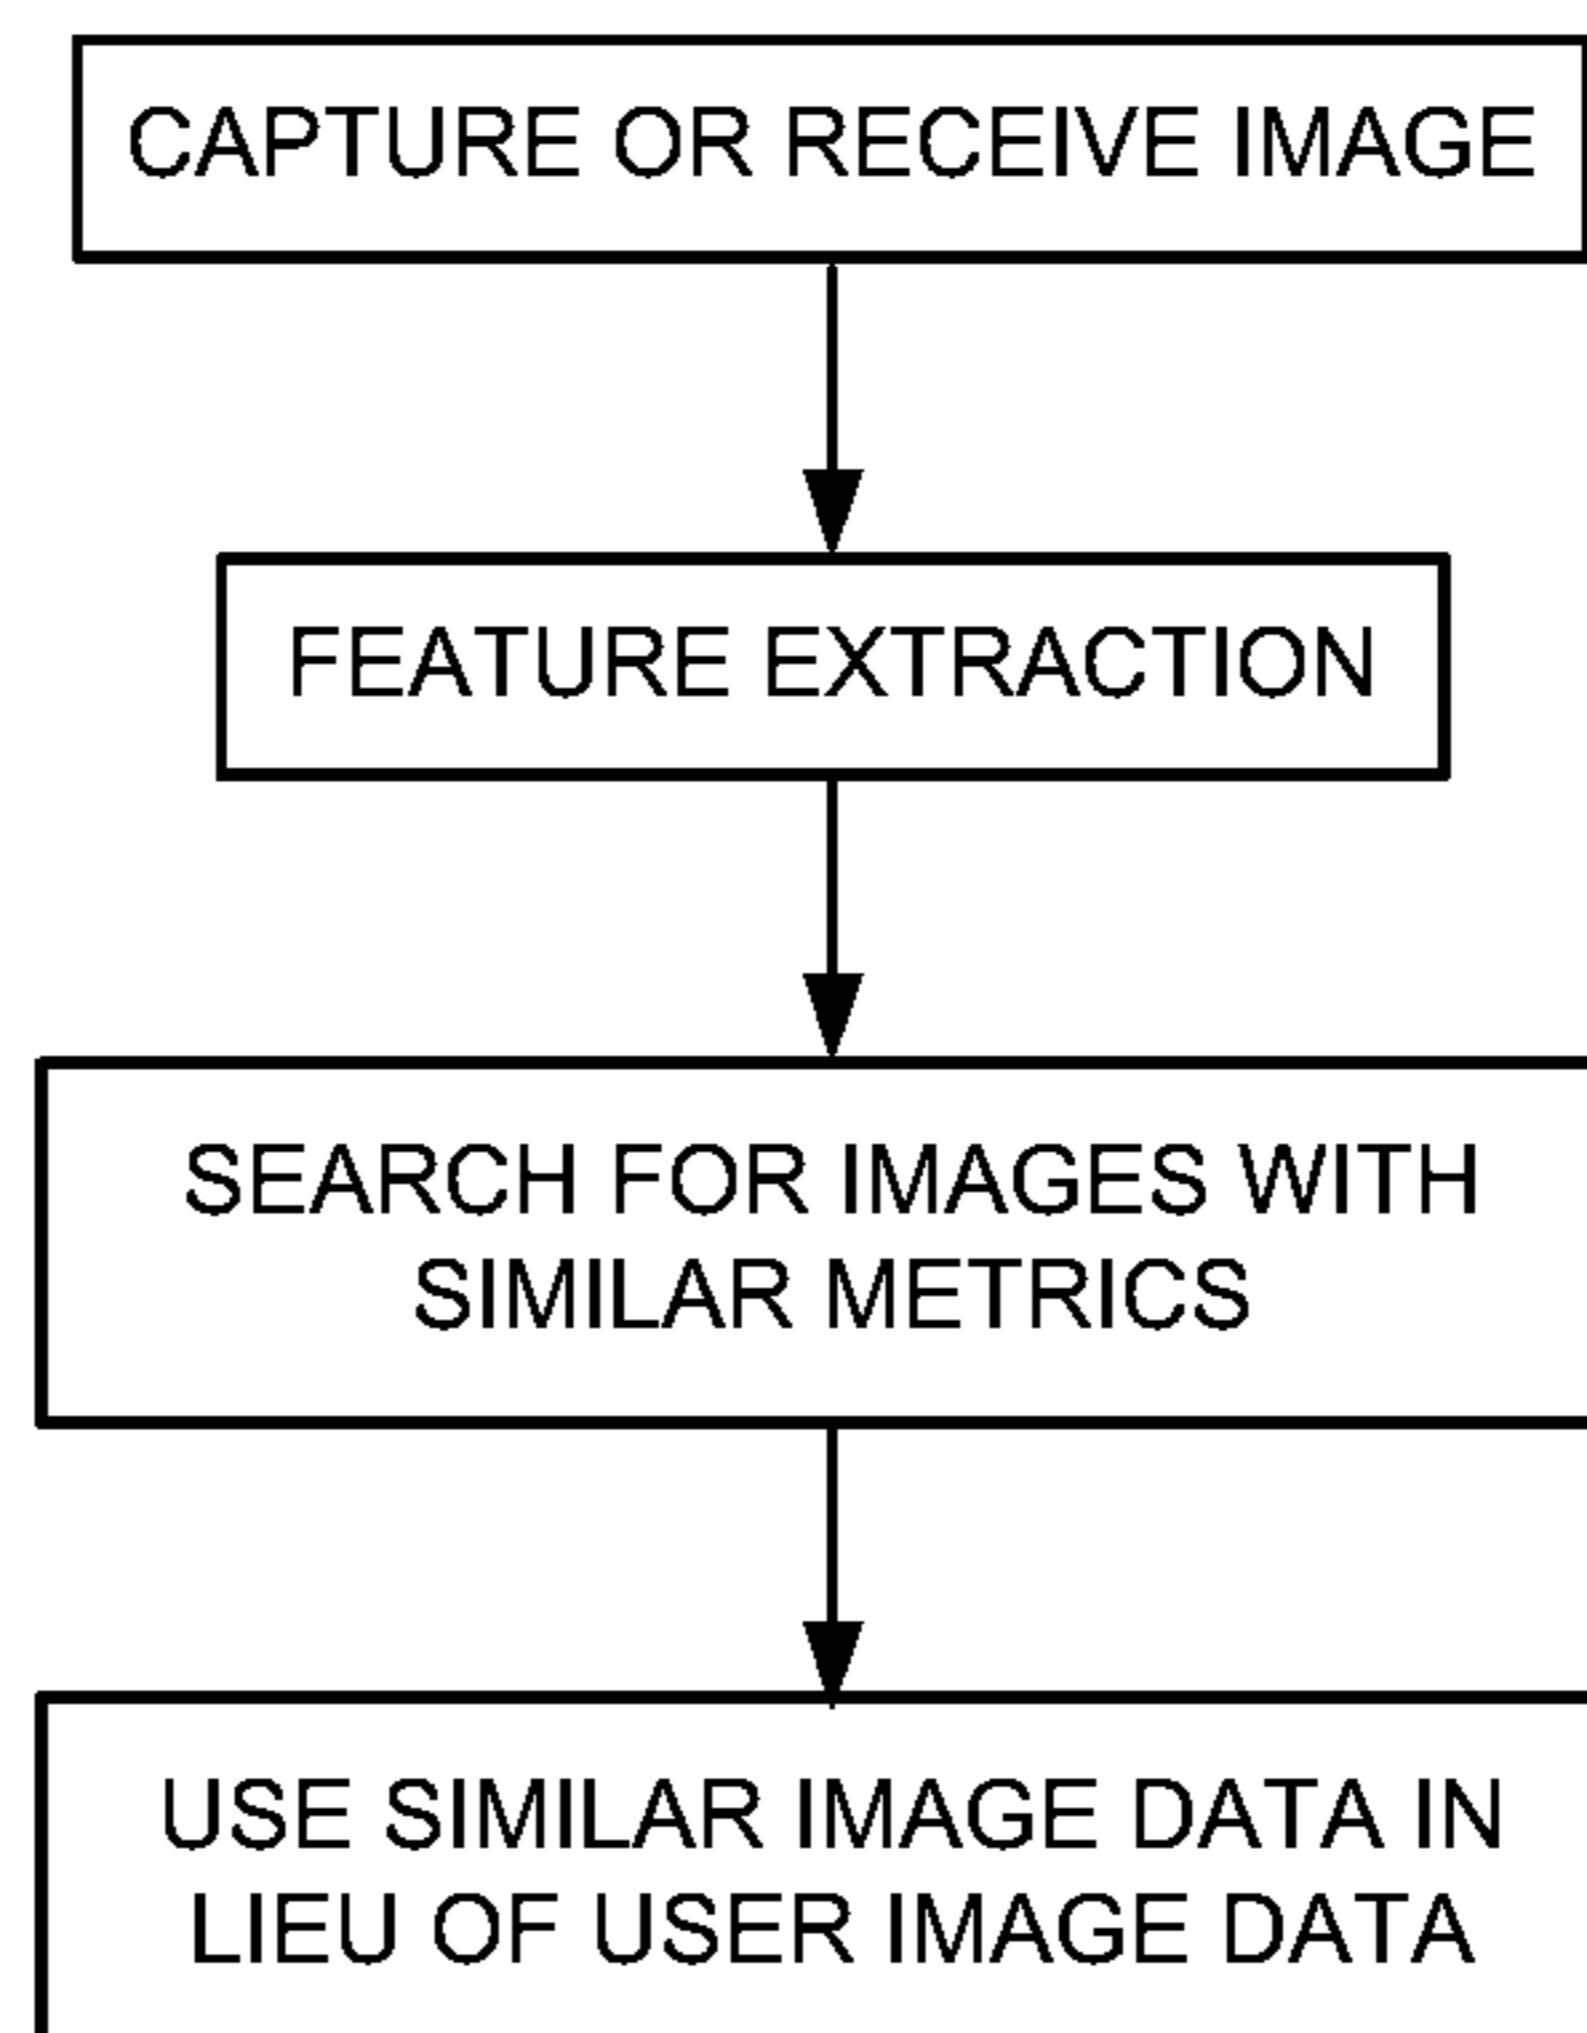 CAPTURE OR RECEIVE IMAGE
FEATURE EXTRACTION
SEARCH FOR IMAGES WITH
SIMILAR METRICS
USE SIMILAR IMAGE DATA IN
LIEU OF USER IMAGE DATA